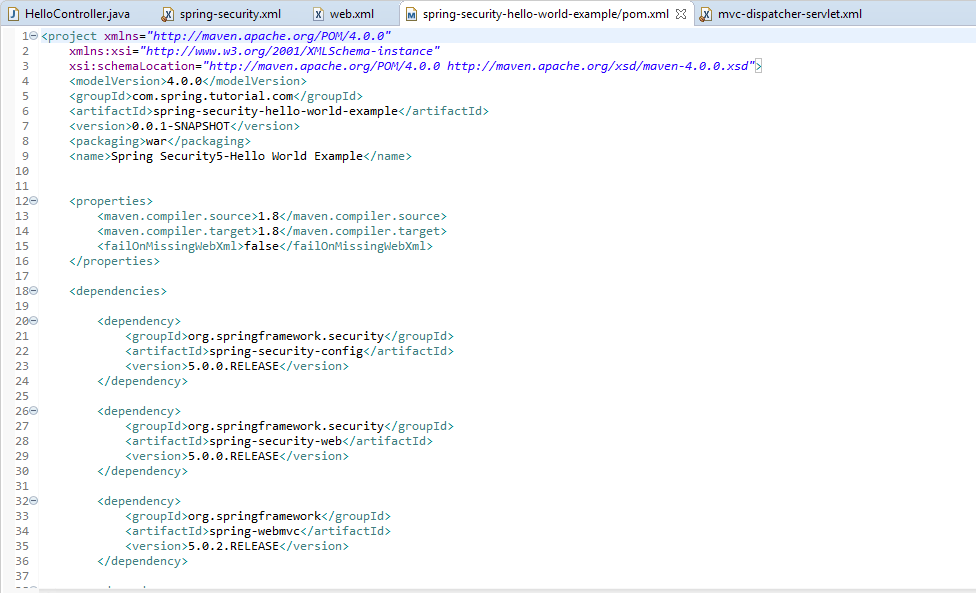 HelloController.java spring-security.xml web.xml spring-security-hello-world-example/pom.xml mvc-dispatcher-servlet.xml
1 <project xmlns="http://maven.apache.org/POM/4.0.0"
2 xmlns:xsi="http://www.w3.org/2001/XMLSchema-instance"
3 xsi:schemaLocation="http://maven.apache.org/POM/4.0.0 http://maven.apache.org/xsd/maven-4.0.0.xsd">
4 <modelVersion>4.0.0</modelVersion>
5 <groupId>com.spring.tutorial.com</groupId>
6 <artifactId>spring-security-hello-world-example</artifactId>
7 <version>0.0.1-SNAPSHOT</version>
8 <packaging>war</packaging>
9 <name>Spring Security5-Hello World Example</name>
10
11
12 <properties>
13 <maven.compiler.source>1.8</maven.compiler.source>
14 <maven.compiler.target>1.8</maven.compiler.target>
15 <failOnMissingWebXml>false</failOnMissingWebXml>
16 </properties>
17
18 <dependencies>
19
20 <dependency>
21 <groupId>org.springframework.security</groupId>
22 <artifactId>spring-security-config</artifactId>
23 <version>5.0.0.RELEASE</version>
24 </dependency>
25
26 <dependency>
27 <groupId>org.springframework.security</groupId>
28 <artifactId>spring-security-web</artifactId>
29 <version>5.0.0.RELEASE</version>
30 </dependency>
31
32 <dependency>
33 <groupId>org.springframework</groupId>
34 <artifactId>spring-webmvc</artifactId>
35 <version>5.0.2.RELEASE</version>
36 </dependency>
37